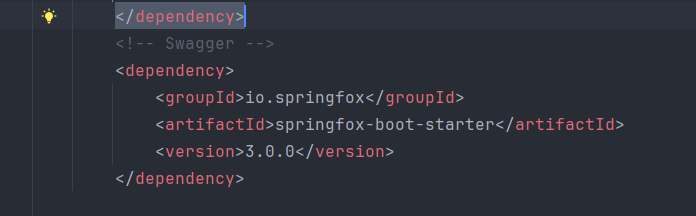 </dependency>
<!-- Swagger -->
<dependency>
<groupId>io.springfox</groupId>
<artifactId>springfox-boot-starter</artifactId>
<version>3.0.0</version>
</dependency>